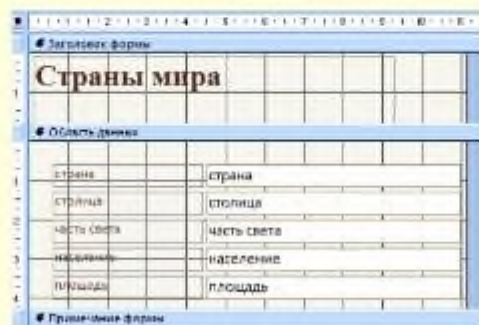 Заголовок формы
Страны мира
Область данных
страна страна
столица столица
часть света часть света
население население
площадь площадь
Примечание формы